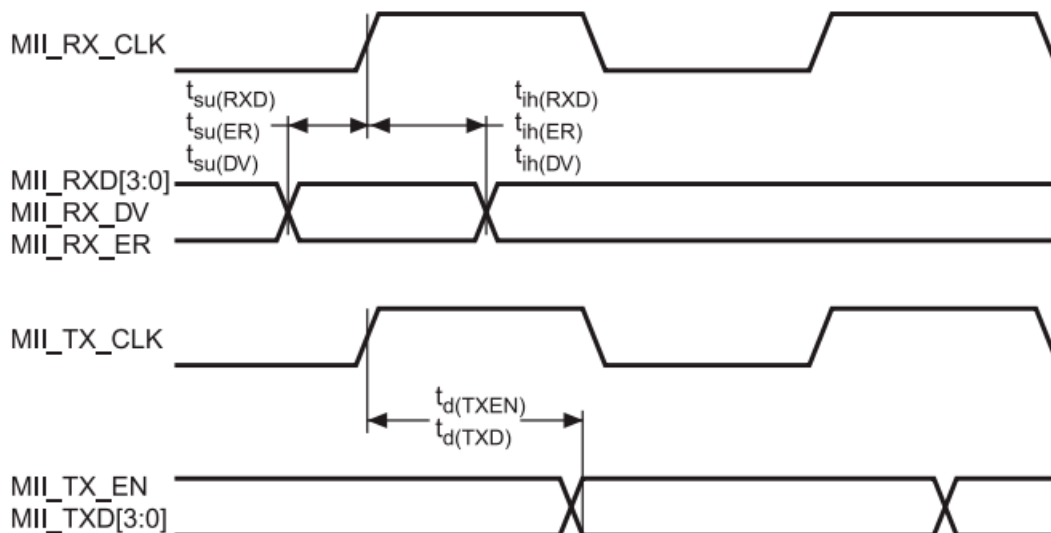 MII_RX_CLK
tsu(RXD)
tsu(ER)
tsu(DV)
tih(RXD)
tih(ER)
tih(DV)
MII_RXD[3:0]
MII_RX_DV
MII_RX_ER
MII_TX_CLK
td(TXEN)
td(TXD)
MII_TX_EN
MII_TXD[3:0]